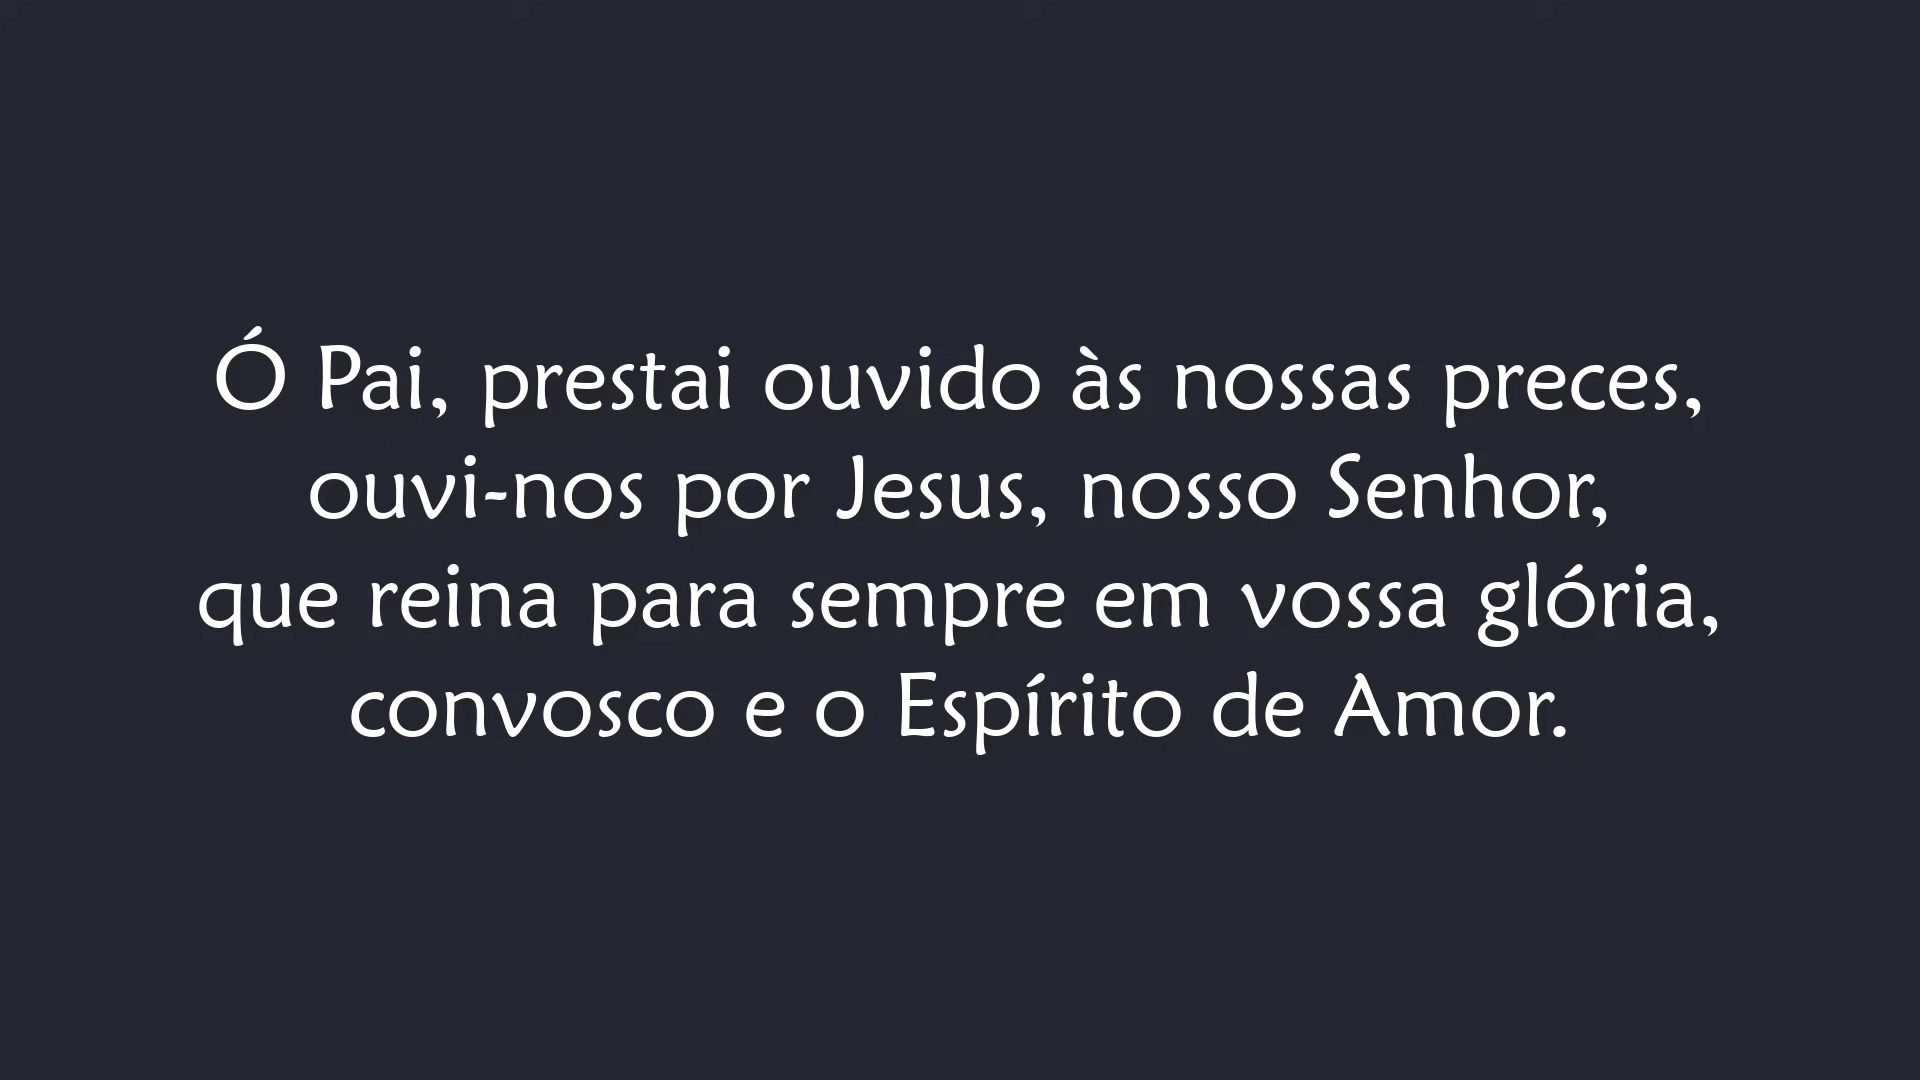 Ó Pai, prestai ouvido às nossas preces,
ouvi-nos por Jesus, nosso Senhor,
que reina para sempre em vossa glória,
convosco e o Espírito de Amor.